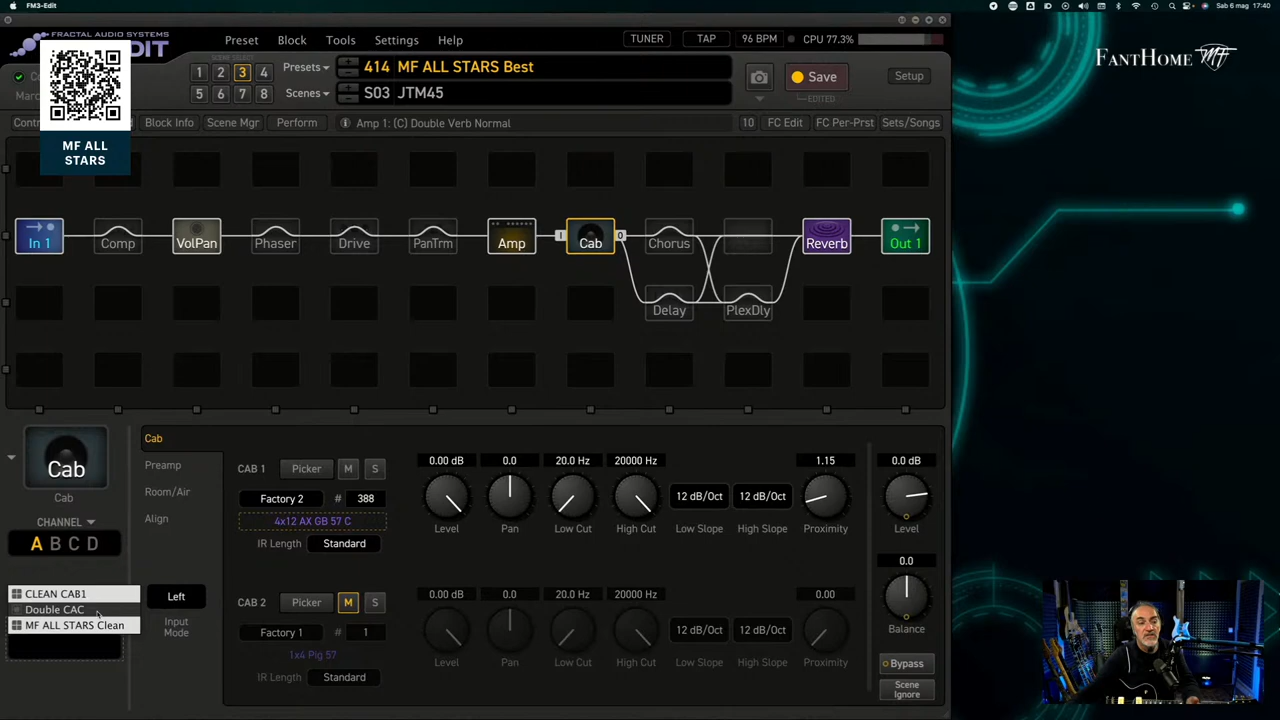 FM3-Edit
Sab 6 mag 17:40
FRACTAL AUDIO SYSTEMS
EDIT
Preset
Block
Tools
Settings
Help
TUNER
TAP
96 BPM
CPU 77.3%
SCENE SELECT
1 2 3 4
5 6 7 8
Presets
414 MF ALL STARS Best
Scenes
S03 JTM45
Save
EDITED
Setup
MF ALL
STARS
Block Info
Scene Mgr
Perform
Amp 1: (C) Double Verb Normal
10
FC Edit
FC Per-Prst
Sets/Songs
In 1
Comp
VolPan
Phaser
Drive
PanTrm
Amp
I
Cab
O
Chorus
Reverb
Out 1
Delay
PlexDly
Cab
Cab
CHANNEL
A B C D
CLEAN CAB1
Double CAC
MF ALL STARS Clean
Cab
Preamp
Room/Air
Align
Left
Input
Mode
CAB 1
Picker
M
S
Factory 2
#
388
4x12 AX GB 57 C
IR Length
Standard
0.00 dB
Level
0.0
Pan
20.0 Hz
Low Cut
20000 Hz
High Cut
12 dB/Oct
Low Slope
12 dB/Oct
High Slope
1.15
Proximity
0.0 dB
Level
CAB 2
Picker
M
S
Factory 1
#
1
1x4 Pig 57
IR Length
Standard
0.00 dB
Level
0.0
Pan
20.0 Hz
Low Cut
20000 Hz
High Cut
12 dB/Oct
Low Slope
12 dB/Oct
High Slope
0.00
Proximity
0.0
Balance
Bypass
Scene
Ignore
FANTHOME MF